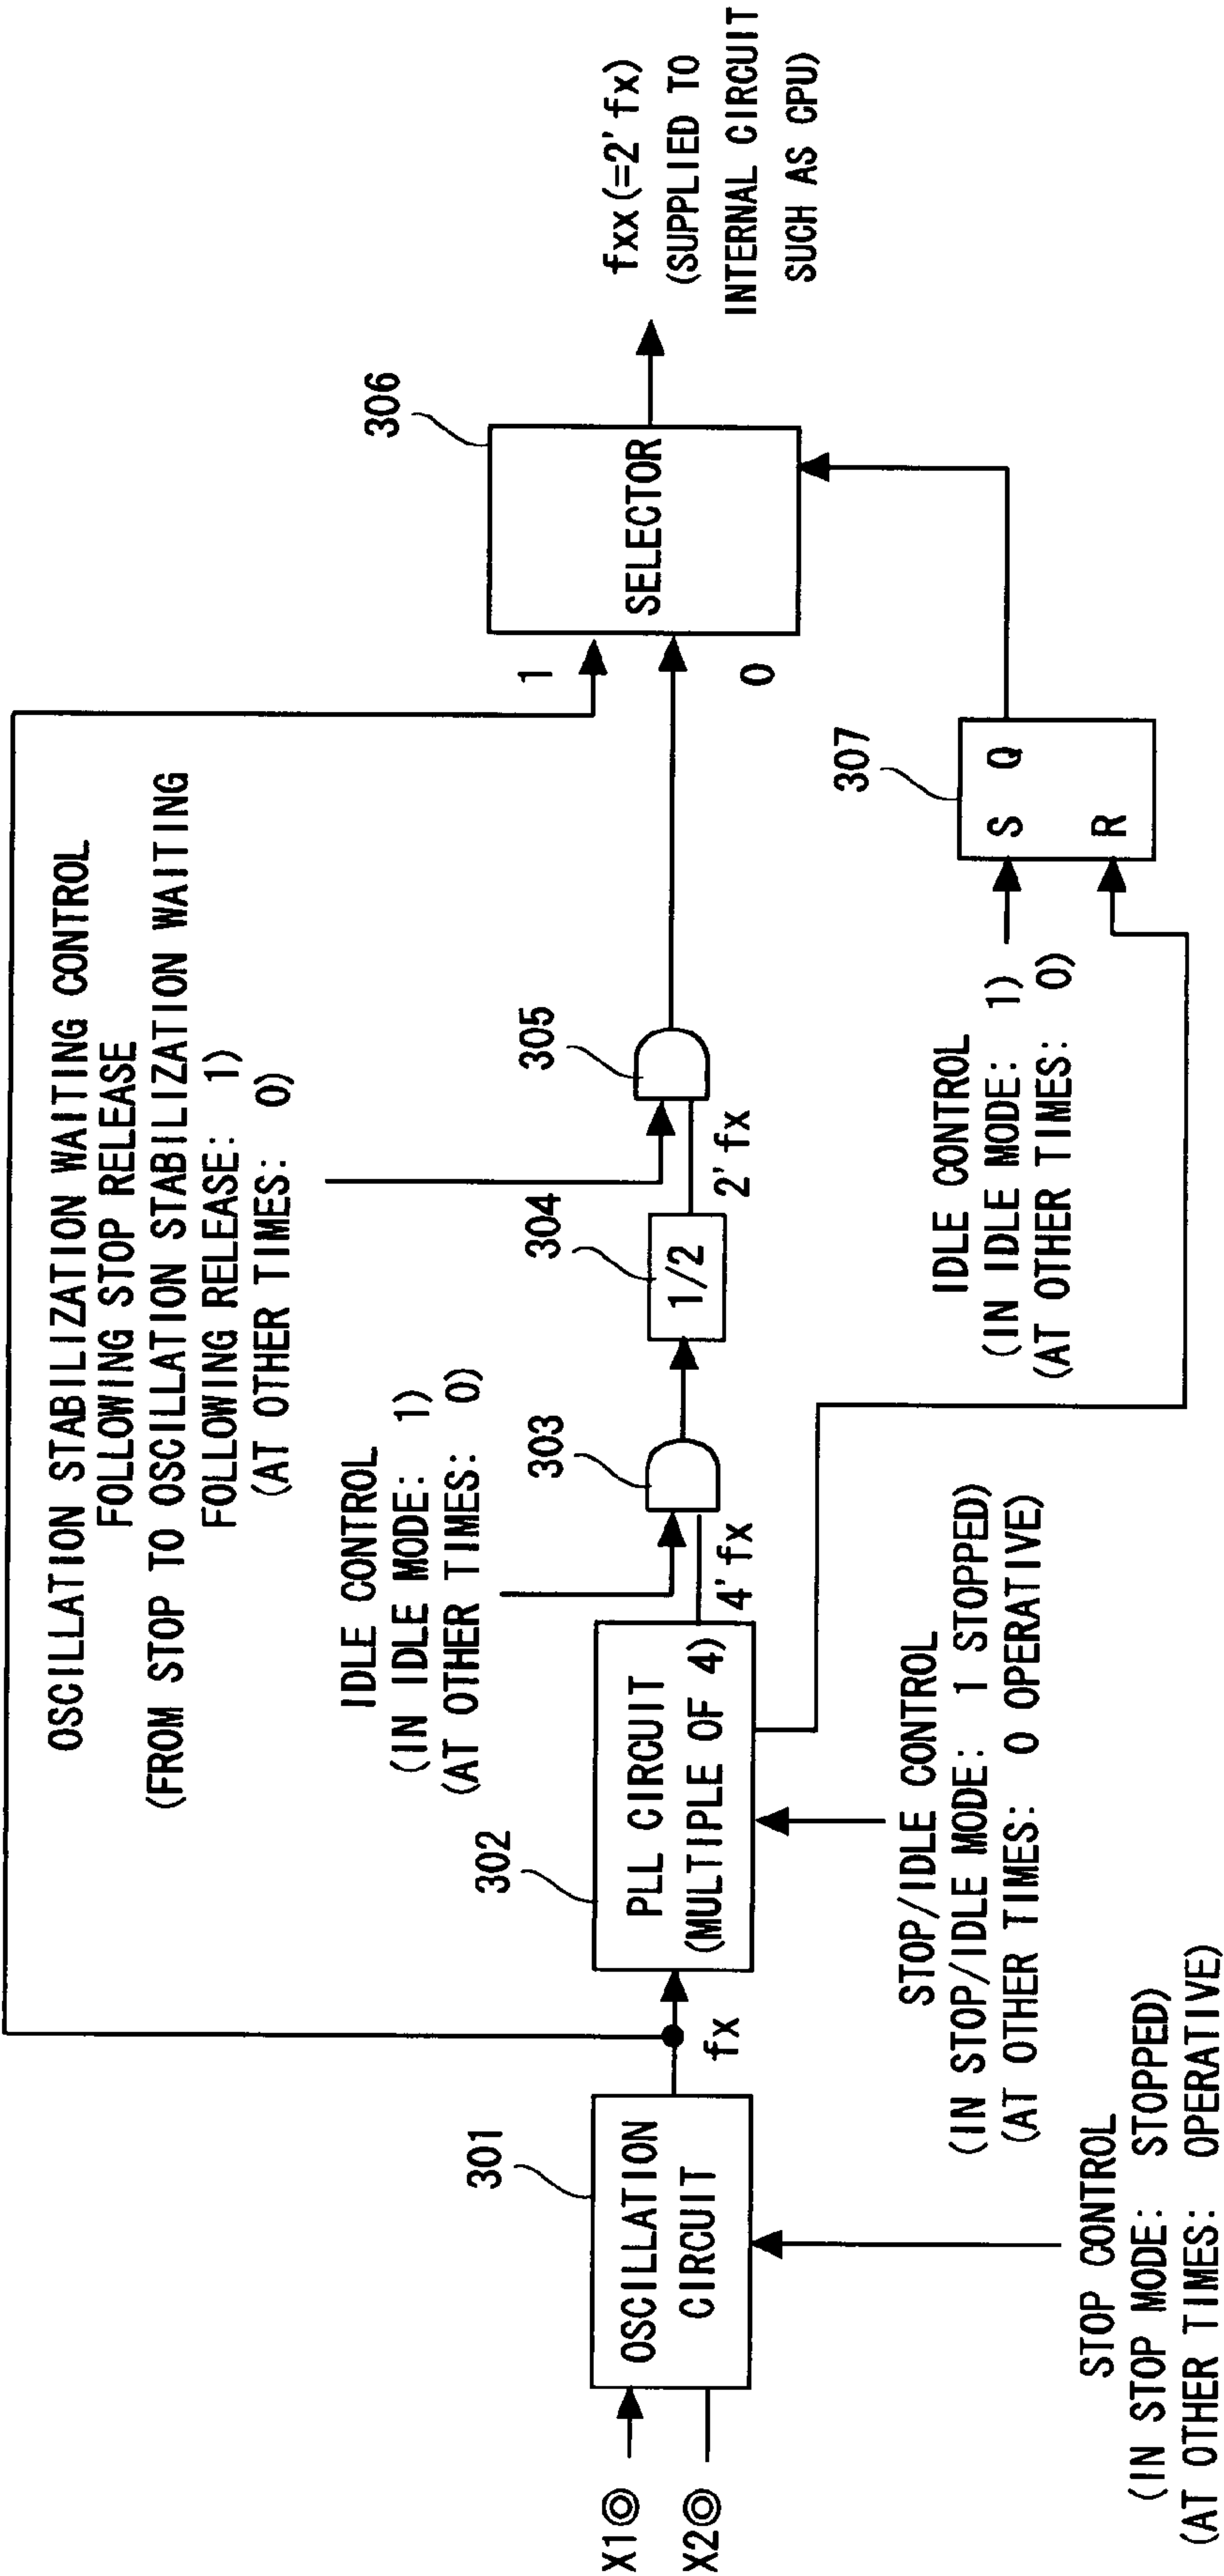 OSCILLATION STABILIZATION WAITING CONTROL
FOLLOWING STOP RELEASE
(FROM STOP TO OSCILLATION STABILIZATION WAITING
FOLLOWING RELEASE: 1)
(AT OTHER TIMES: 0)
IDLE CONTROL
(IN IDLE MODE: 1)
(AT OTHER TIMES: 0)
X1
X2
301
OSCILLATION
CIRCUIT
fx
302
PLL CIRCUIT
(MULTIPLE OF 4)
4'fx
303
304
1/2
2'fx
305
1
0
306
SELECTOR
fxx(=2'fx)
(SUPPLIED TO
INTERNAL CIRCUIT
SUCH AS CPU)
307
S Q
R
IDLE CONTROL
(IN IDLE MODE: 1)
(AT OTHER TIMES: 0)
STOP/IDLE CONTROL
(IN STOP/IDLE MODE: 1 STOPPED)
(AT OTHER TIMES: 0 OPERATIVE)
STOP CONTROL
(IN STOP MODE: STOPPED)
(AT OTHER TIMES: OPERATIVE)